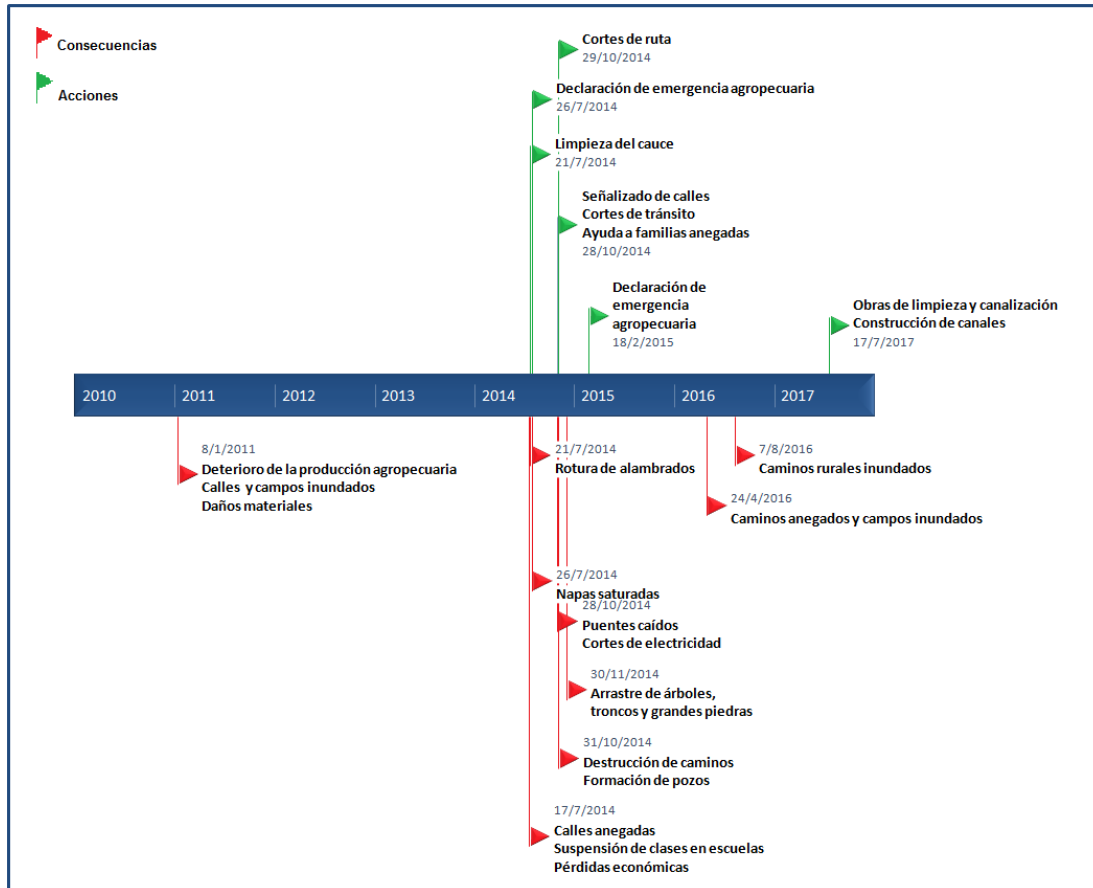 Consecuencias
Acciones
Cortes de ruta
29/10/2014
Declaración de emergencia agropecuaria
26/7/2014
Limpieza del cauce
21/7/2014
Señalizado de calles
Cortes de tránsito
Ayuda a familias anegadas
28/10/2014
Declaración de
emergencia
agropecuaria
18/2/2015
Obras de limpieza y canalización
Construcción de canales
17/7/2017
2010 2011 2012 2013 2014 2015 2016 2017
8/1/2011
Deterioro de la producción agropecuaria
Calles y campos inundados
Daños materiales
21/7/2014
Rotura de alambrados
7/8/2016
Caminos rurales inundados
24/4/2016
Caminos anegados y campos inundados
26/7/2014
Napas saturadas
28/10/2014
Puentes caídos
Cortes de electricidad
30/11/2014
Arrastre de árboles,
troncos y grandes piedras
31/10/2014
Destrucción de caminos
Formación de pozos
17/7/2014
Calles anegadas
Suspensión de clases en escuelas
Pérdidas económicas